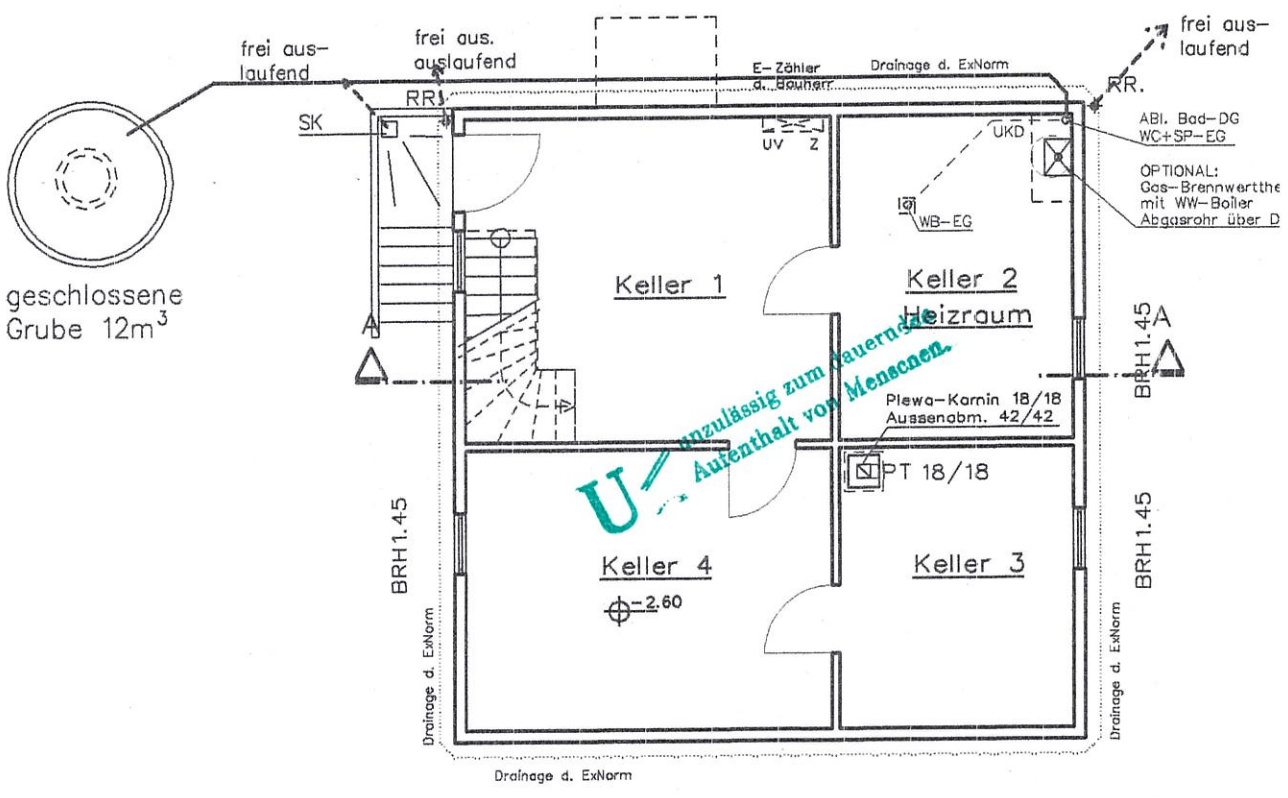 frei aus-
laufend
frei aus.
auslaufend
frei aus-
laufend
E-Zähler
d. Bauherr
Drainage d. ExNorm
RR.
RR.
SK
UV Z
UKD
ABl. Bad-DG
WC+SP-EG
OPTIONAL:
Gas-Brennwertthe
mit WW-Boiler
Abgasrohr über D
WB-EG
geschlossene
Grube 12m³
Keller 1
Keller 2
Heizraum
A
A
BRH1.45
unzulässig zum dauernden
Aufenthalt von Menschen.
U
Plewa-Kamin 18/18
Aussenabm. 42/42
PT 18/18
BRH1.45
BRH1.45
Keller 4
-2.60
Keller 3
Drainage d. ExNorm
Drainage d. ExNorm
Drainage d. ExNorm